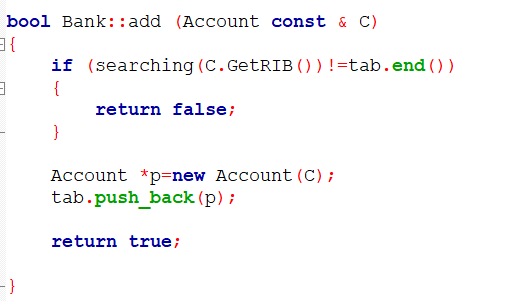 bool Bank::add (Account const & C)
{
    if (searching(C.GetRIB())!=tab.end())
    {
        return false;
    }
    Account *p=new Account(C);
    tab.push_back(p);
    return true;
}